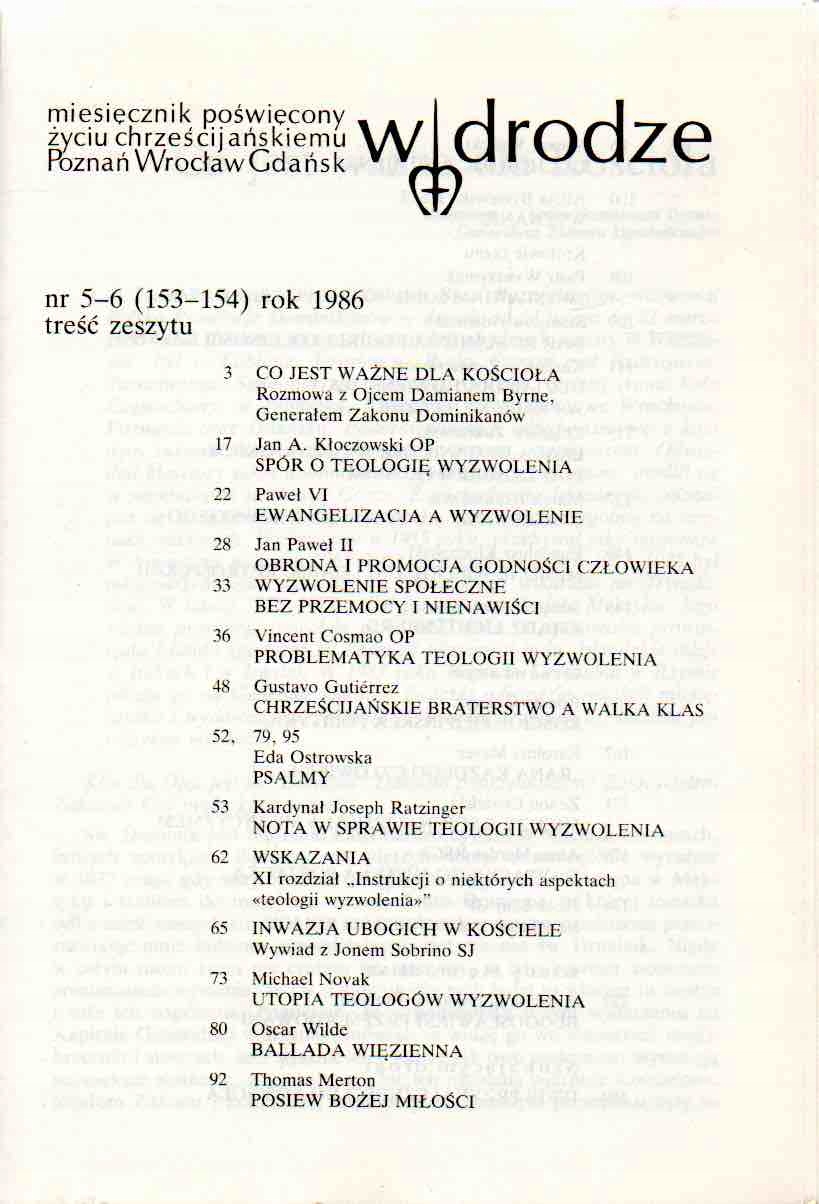 miesięcznik poświęcony
życiu chrześcijańskiemu
Poznań Wrocław Gdańsk
w drodze
nr 5–6 (153–154) rok 1986
treść zeszytu
3 CO JEST WAŻNE DLA KOŚCIOŁA
Rozmowa z Ojcem Damianem Byrne,
Generałem Zakonu Dominikanów
17 Jan A. Kłoczowski OP
SPÓR O TEOLOGIĘ WYZWOLENIA
22 Paweł VI
EWANGELIZACJA A WYZWOLENIE
28 Jan Paweł II
OBRONA I PROMOCJA GODNOŚCI CZŁOWIEKA
33 WYZWOLENIE SPOŁECZNE
BEZ PRZEMOCY I NIENAWIŚCI
36 Vincent Cosmao OP
PROBLEMATYKA TEOLOGII WYZWOLENIA
48 Gustavo Gutiérrez
CHRZEŚCIJAŃSKIE BRATERSTWO A WALKA KLAS
52, 79, 95
Eda Ostrowska
PSALMY
53 Kardynał Joseph Ratzinger
NOTA W SPRAWIE TEOLOGII WYZWOLENIA
62 WSKAZANIA
XI rozdział „Instrukcji o niektórych aspektach
«teologii wyzwolenia»”
65 INWAZJA UBOGICH W KOŚCIELE
Wywiad z Jonem Sobrino SJ
73 Michael Novak
UTOPIA TEOLOGÓW WYZWOLENIA
80 Oscar Wilde
BALLADA WIĘZIENNA
92 Thomas Merton
POSIEW BOŻEJ MIŁOŚCI